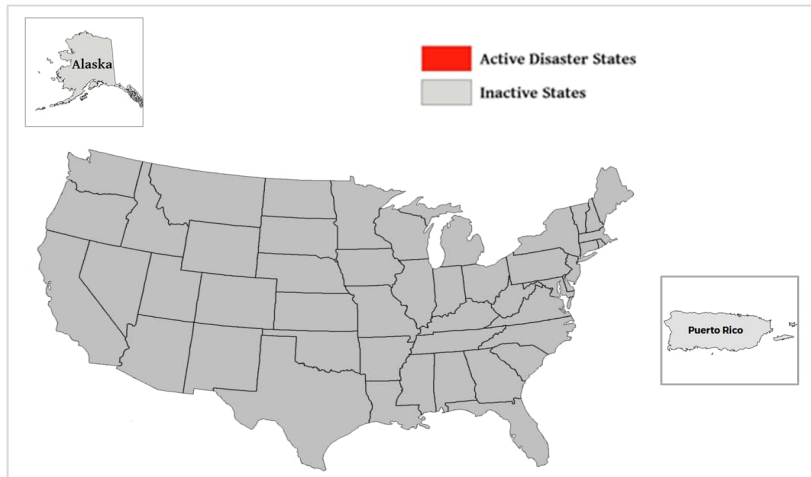 Alaska
Active Disaster States
Inactive States
Puerto Rico